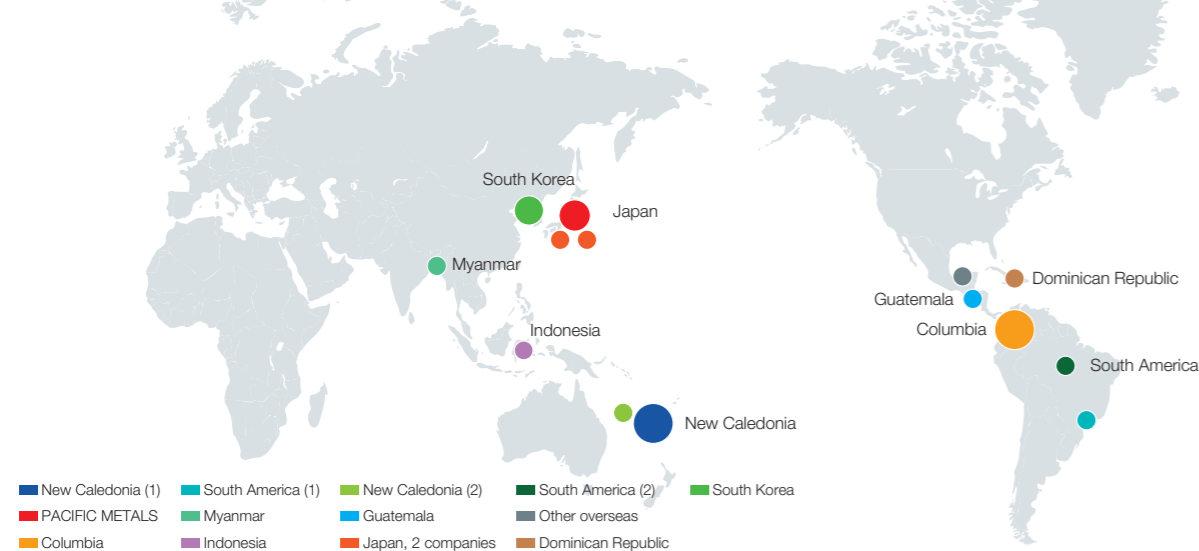 South Korea
Japan
Myanmar
Dominican Republic
Guatemala
Indonesia
Columbia
South America
New Caledonia
New Caledonia (1) South America (1) New Caledonia (2) South America (2) South Korea
PACIFIC METALS Myanmar Guatemala Other overseas
Columbia Indonesia Japan, 2 companies Dominican Republic